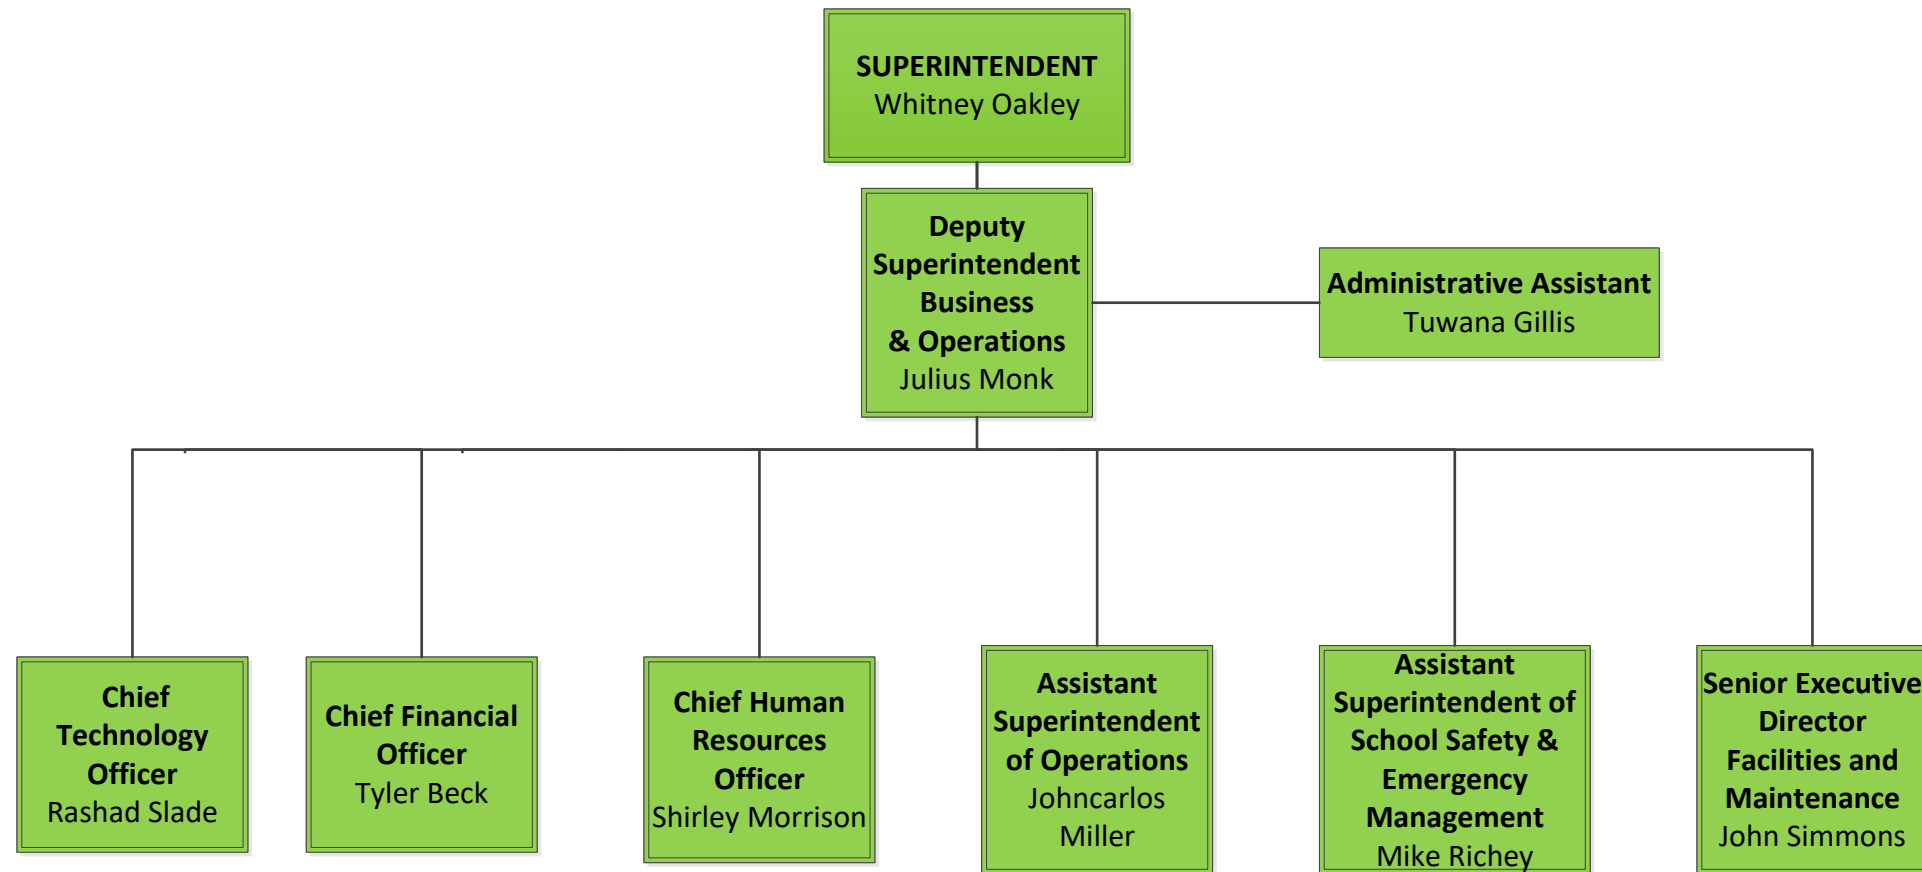 SUPERINTENDENT
Whitney Oakley
Deputy
Superintendent
Business
& Operations
Julius Monk
Administrative Assistant
Tuwana Gillis
Chief
Technology
Officer
Rashad Slade
Chief Financial
Officer
Tyler Beck
Chief Human
Resources
Officer
Shirley Morrison
Assistant
Superintendent
of Operations
Johncarlos
Miller
Assistant
Superintendent of
School Safety &
Emergency
Management
Mike Richey
Senior Executive
Director
Facilities and
Maintenance
John Simmons